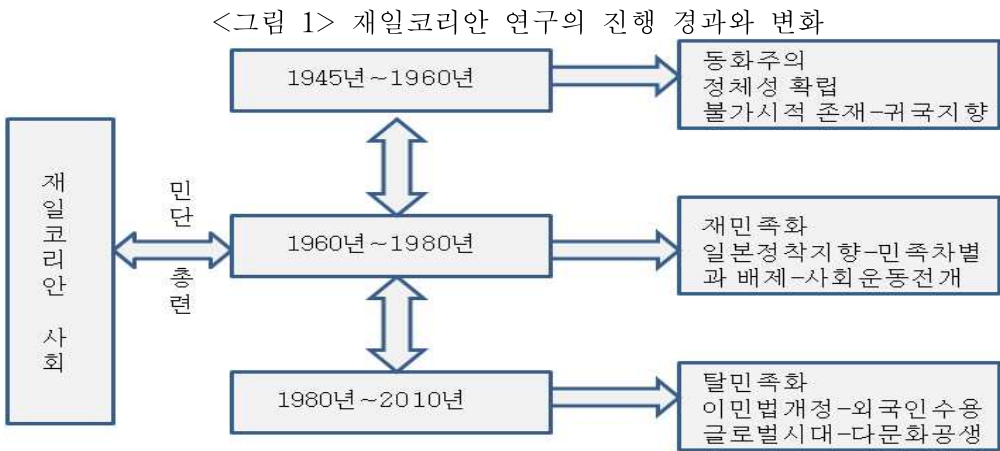 <그림 1> 재일코리안 연구의 진행 경과와 변화
1945년~1960년
동화주의
정체성 확립
불가시적 존재-귀국지향
재일코리안 사회
민단
총련
1960년~1980년
재민족화
일본정착지향-민족차별
과 배제-사회운동전개
1980년~2010년
탈민족화
이민법개정-외국인수용
글로벌시대-다문화공생